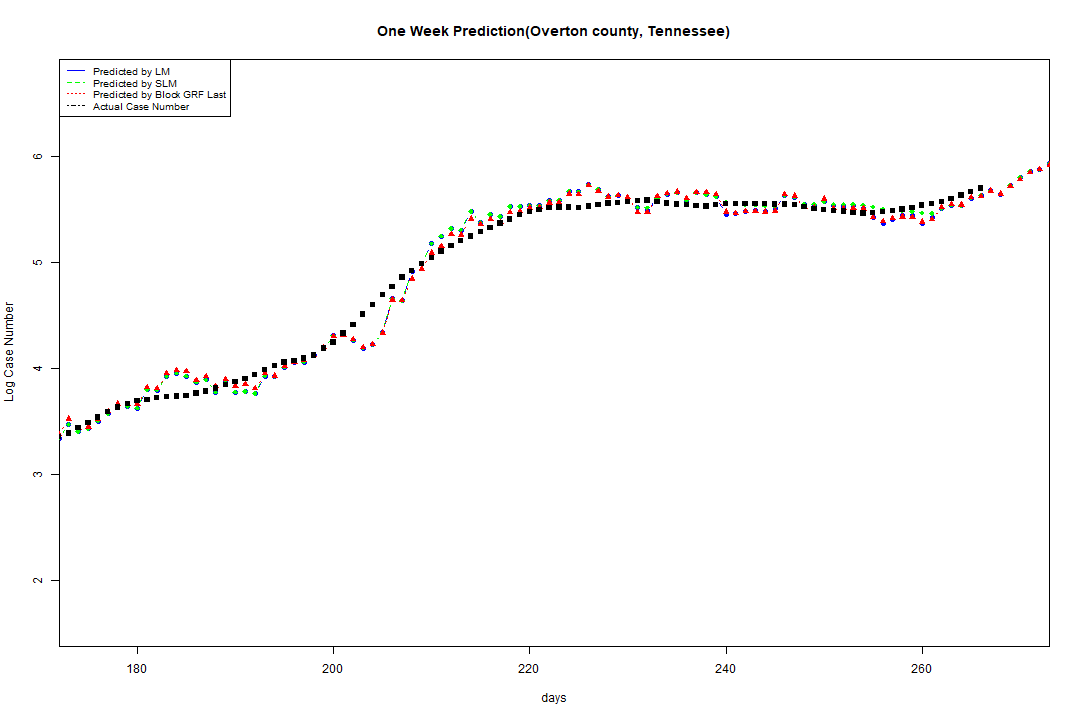 One Week Prediction(Overton county, Tennessee)
Predicted by LM
Predicted by SLM
Predicted by Block GRF Last
Actual Case Number
6
5
4
3
2
Log Case Number
180 200 220 240 260
days